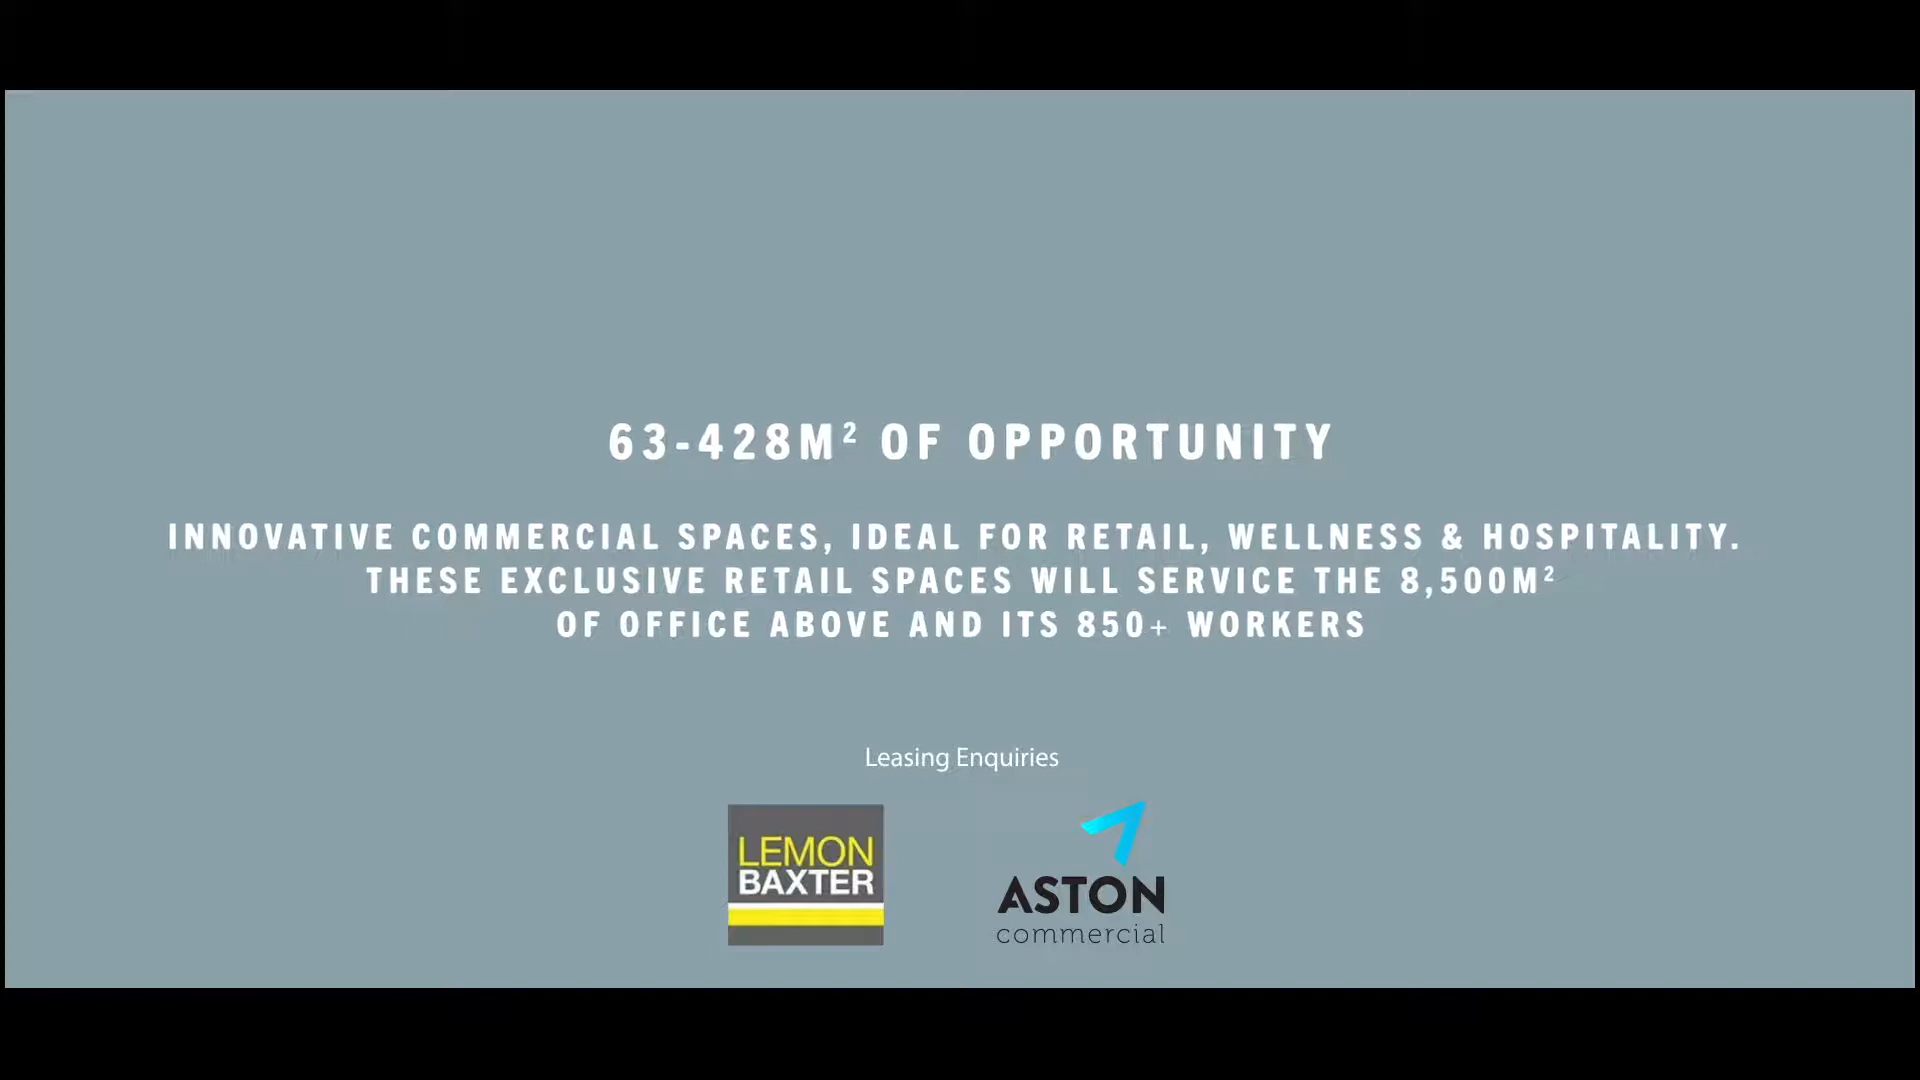 63-428M² OF OPPORTUNITY
INNOVATIVE COMMERCIAL SPACES, IDEAL FOR RETAIL, WELLNESS & HOSPITALITY.
THESE EXCLUSIVE RETAIL SPACES WILL SERVICE THE 8,500M²
OF OFFICE ABOVE AND ITS 850+ WORKERS
Leasing Enquiries
LEMON
BAXTER
ASTON
commercial